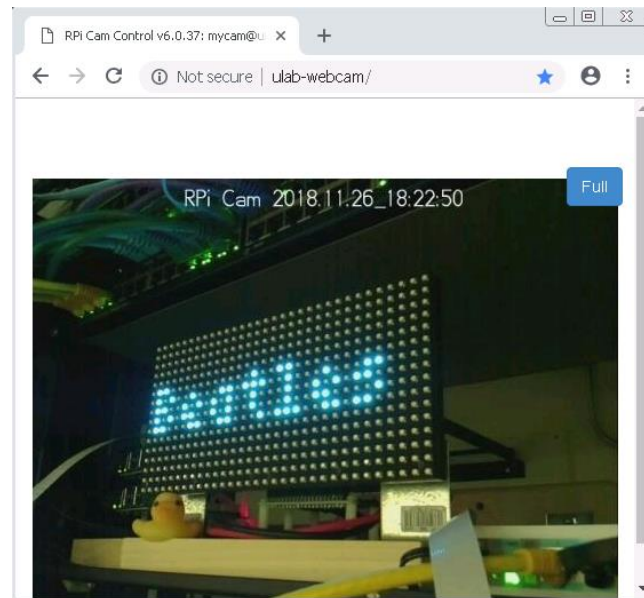 RPi Cam Control v6.0.37: mycam@u
Not secure | ulab-webcam/
Full
RPi Cam 2018.11.26_18:22:50
Beatles